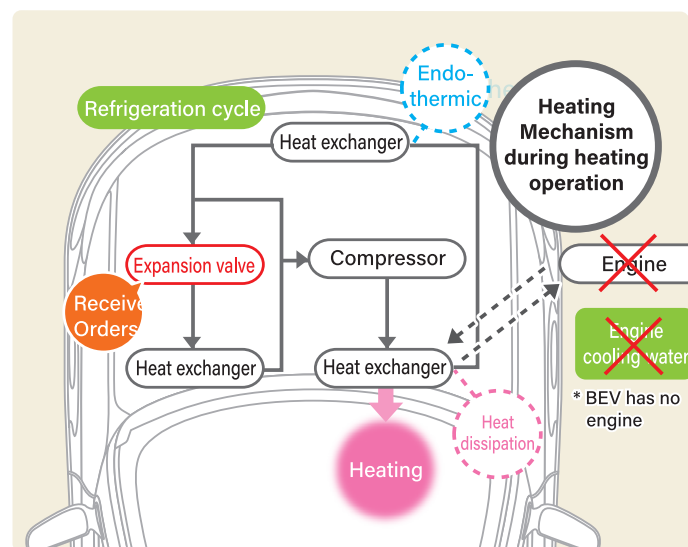 Endo-
thermic
he
Refrigeration cycle
Heating
Mechanism
during heating
operation
Heat exchanger
Expansion valve
Compressor
Engine
Receive
Orders
Engine
cooling water
Heat exchanger
Heat exchanger
* BEV has no
engine
Heat
dissipation
Heating